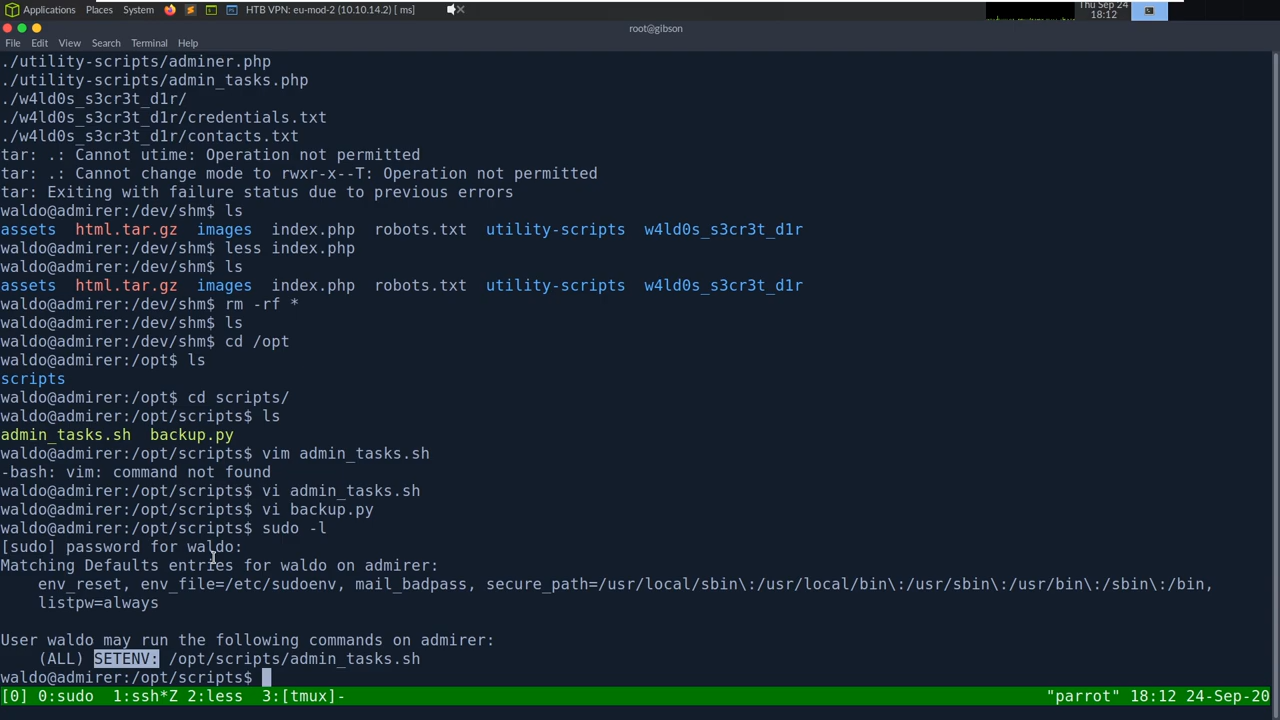 Applications Places System HTB VPN: eu-mod-2 (10.10.14.2) [ ms] Thu Sep 24
18:12
root@gibson
File Edit View Search Terminal Help
./utility-scripts/adminer.php
./utility-scripts/admin_tasks.php
./w4ld0s_s3cr3t_d1r/
./w4ld0s_s3cr3t_d1r/credentials.txt
./w4ld0s_s3cr3t_d1r/contacts.txt
tar: .: Cannot utime: Operation not permitted
tar: .: Cannot change mode to rwxr-x--T: Operation not permitted
tar: Exiting with failure status due to previous errors
waldo@admirer:/dev/shm$ ls
assets html.tar.gz images index.php robots.txt utility-scripts w4ld0s_s3cr3t_d1r
waldo@admirer:/dev/shm$ less index.php
waldo@admirer:/dev/shm$ ls
assets html.tar.gz images index.php robots.txt utility-scripts w4ld0s_s3cr3t_d1r
waldo@admirer:/dev/shm$ rm -rf *
waldo@admirer:/dev/shm$ ls
waldo@admirer:/dev/shm$ cd /opt
waldo@admirer:/opt$ ls
scripts
waldo@admirer:/opt$ cd scripts/
waldo@admirer:/opt/scripts$ ls
admin_tasks.sh backup.py
waldo@admirer:/opt/scripts$ vim admin_tasks.sh
-bash: vim: command not found
waldo@admirer:/opt/scripts$ vi admin_tasks.sh
waldo@admirer:/opt/scripts$ vi backup.py
waldo@admirer:/opt/scripts$ sudo -l
[sudo] password for waldo:
Matching Defaults entries for waldo on admirer:
env_reset, env_file=/etc/sudoenv, mail_badpass, secure_path=/usr/local/sbin\:/usr/local/bin\:/usr/sbin\:/usr/bin\:/sbin\:/bin,
listpw=always
User waldo may run the following commands on admirer:
(ALL) SETENV: /opt/scripts/admin_tasks.sh
waldo@admirer:/opt/scripts$
[0] 0:sudo 1:ssh*Z 2:less 3:[tmux]- "parrot" 18:12 24-Sep-20